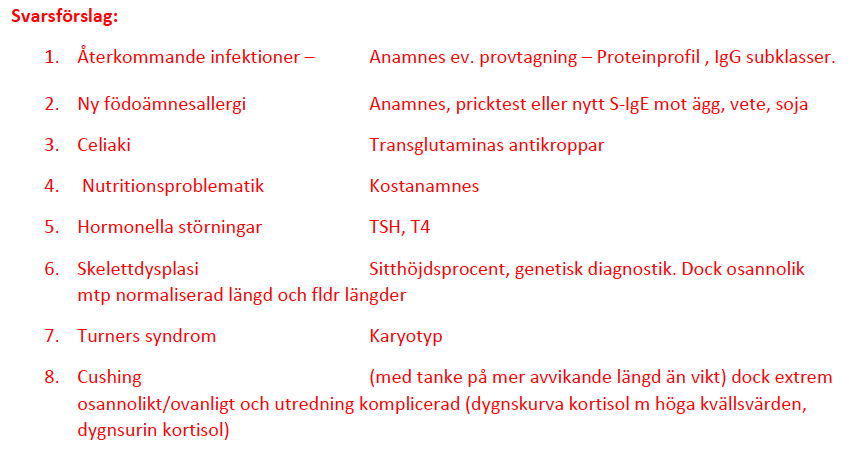 Svarsförslag:
1. Återkommande infektioner – Anamnes ev. provtagning – Proteinprofil , IgG subklasser.
2. Ny födoämnesallergi Anamnes, pricktest eller nytt S-IgE mot ägg, vete, soja
3. Celiaki Transglutaminas antikroppar
4. Nutritionsproblematik Kostanamnes
5. Hormonella störningar TSH, T4
6. Skelettdysplasi Sitthöjdsprocent, genetisk diagnostik. Dock osannolik
mtp normaliserad längd och fldr längder
7. Turners syndrom Karyotyp
8. Cushing (med tanke på mer avvikande längd än vikt) dock extrem
osannolikt/ovanligt och utredning komplicerad (dygnskurva kortisol m höga kvällsvärden,
dygnsurin kortisol)